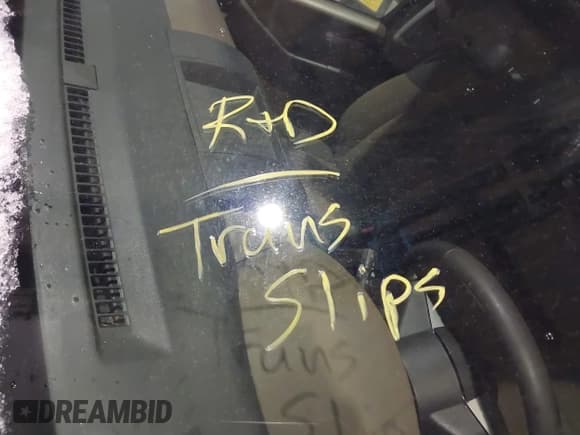 R+D
Trans
Slips
DREAMBID